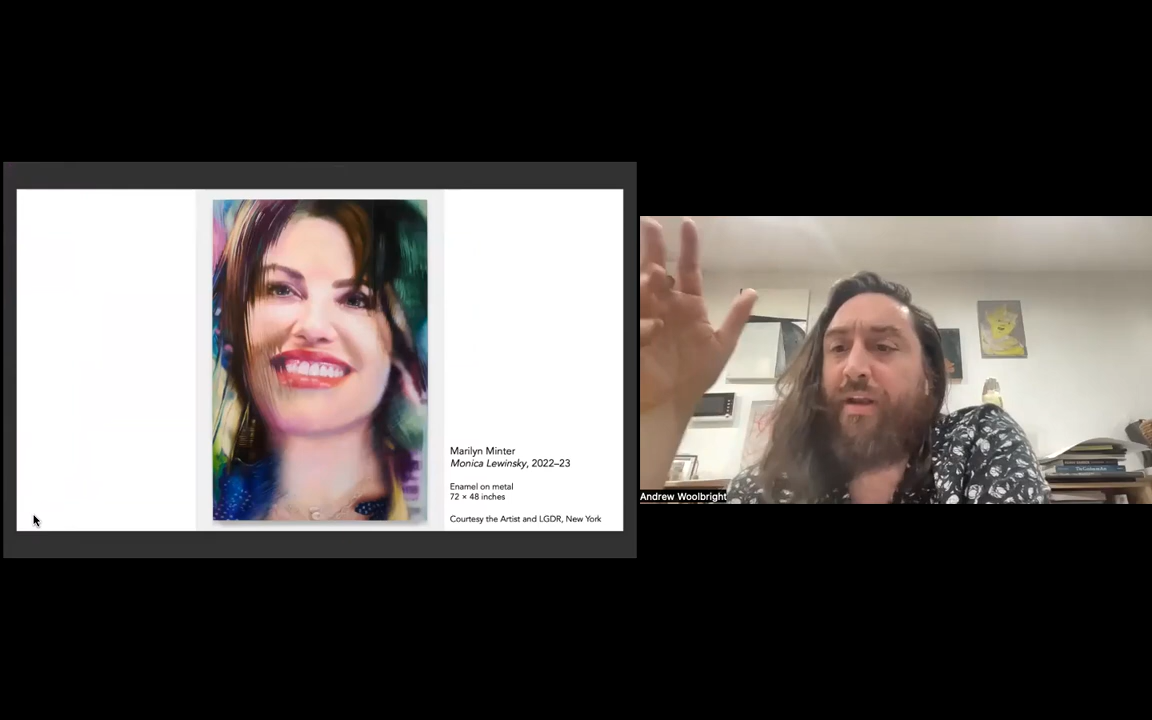 Marilyn Minter
Monica Lewinsky, 2022–23
Enamel on metal
72 × 48 inches
Courtesy the Artist and LGDR, New York
Andrew Woolbright